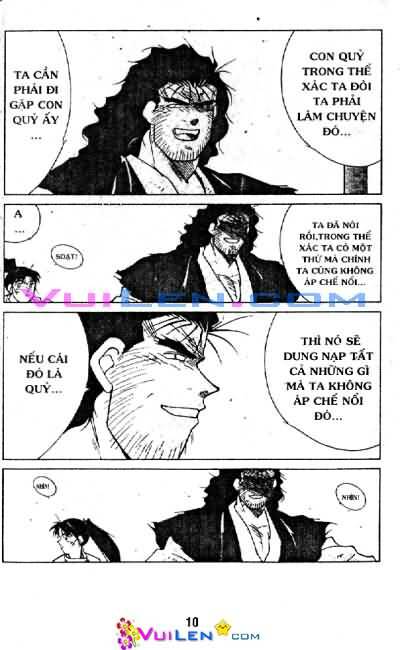 CON QUỶ
TRONG THỂ
XÁC TA ĐÒI
TA PHẢI
LÀM CHUYỆN
ĐÓ...
TA CẦN
PHẢI ĐI
GẶP CON
QUỶ ẤY
...
TA ĐÃ NÓI
RỒI,TRONG THỂ
XÁC TA CÓ MỘT
THỨ MÀ CHÍNH
TA CŨNG KHÔNG
ÁP CHẾ NỔI...
SOẠT!
A
...
VUILEN.COM
THÌ NÓ SẼ
DUNG NẠP TẤT
CẢ NHỮNG GÌ
MÀ TA KHÔNG
ÁP CHẾ NỔI
ĐÓ...
NẾU CÁI
ĐÓ LÀ
QUỶ...
NHÌN!
NHÌN!
10
VUILEN.COM